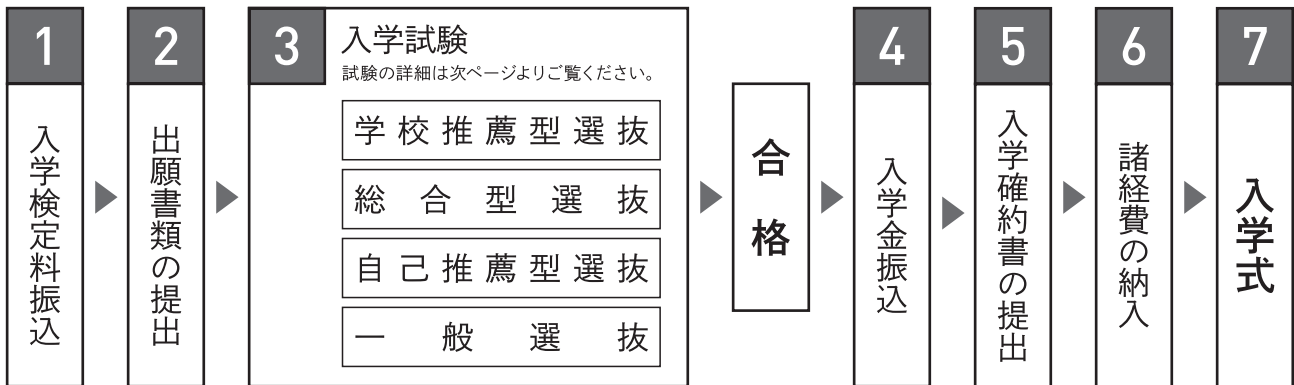 1
入学検定料振込
2
出願書類の提出
3
入学試験
試験の詳細は次ページよりご覧ください。
学校推薦型選抜
総合型選抜
自己推薦型選抜
一般選抜
合格
4
入学金振込
5
入学確約書の提出
6
諸経費の納入
7
入学式